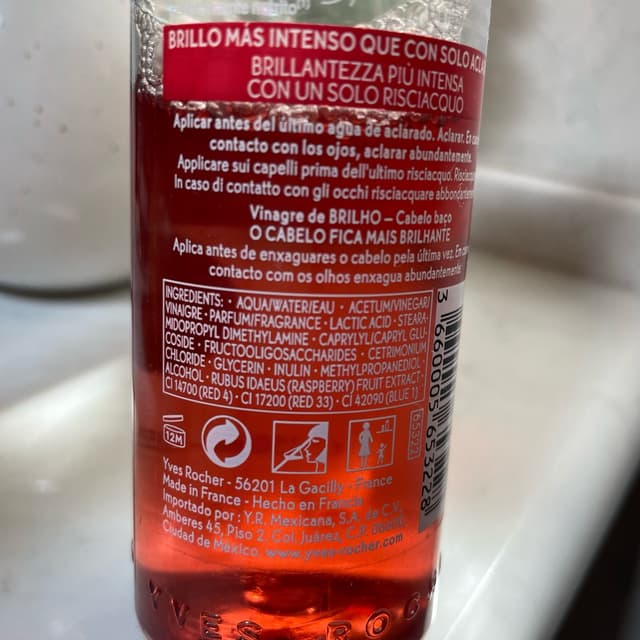 BRILLO MÁS INTENSO QUE CON SOLO ACLA
BRILLANTEZZA PIÙ INTENSA
CON UN SOLO RISCIACQUO
Aplicar antes del último agua de aclarado. Aclarar. En
contacto con los ojos, aclarar abundantemente.
Applicare sui capelli prima dell'ultimo risciacquo.
In caso di contatto con gli occhi risciacquare abbondantemente
Vinagre de BRILHO – Cabelo baço
O CABELO FICA MAIS BRILHANTE
Aplica antes de enxaguares o cabelo pela última vez. Em
contacto com os olhos enxagua abundantemente
INGREDIENTS: • AQUA/WATER/EAU • ACETUM/VINEGAR/
VINAIGRE • PARFUM/FRAGRANCE • LACTIC ACID • STEARA-
MIDOPROPYL DIMETHYLAMINE • CAPRYLYL/CAPRYL GLU-
COSIDE • FRUCTOOLIGOSACCHARIDES • CETRIMONIUM
CHLORIDE • GLYCERIN • INULIN • METHYLPROPANEDIOL •
ALCOHOL • RUBUS IDAEUS (RASPBERRY) FRUIT EXTRACT •
CI 14700 (RED 4) • CI 17200 (RED 33) • CI 42090 (BLUE 1)
3 660005 653228
12M
65322
Yves Rocher - 56201 La Gacilly - France
Made in France - Hecho en Francia
Importado por : Y.R. Mexicana, S.A. de C.V.
Amberes 45, Piso 2. Col. Juárez, C.P. 06600
Ciudad de México. www.yves-rocher.com
YVES ROCH